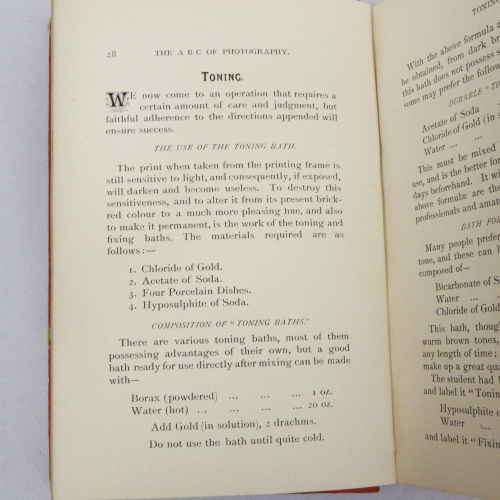 28 THE A B C OF PHOTOGRAPHY.
TONING.
WE now come to an operation that requires a
certain amount of care and judgment, but
faithful adherence to the directions appended will
ensure success.
THE USE OF THE TONING BATH.
The print when taken from the printing frame is
still sensitive to light, and consequently, if exposed,
will darken and become useless. To destroy this
sensitiveness, and to alter it from its present brick-
red colour to a much more pleasing hue, and also
to make it permanent, is the work of the toning and
fixing baths. The materials required are as
follows:—
1. Chloride of Gold.
2. Acetate of Soda.
3. Four Porcelain Dishes.
4. Hyposulphite of Soda.
COMPOSITION OF "TONING BATHS."
There are various toning baths, most of them
possessing advantages of their own, but a good
bath ready for use directly after mixing can be made
with—
Borax (powdered) ... ... ... 1 oz.
Water (hot) ... ... ... ... 20 oz.
Add Gold (in solution), 2 drachms.
Do not use the bath until quite cold.
TONING
With the above formula a
be obtained, from dark br
this bath does not possess s
some may prefer the follow
DURABLE "TO
Acetate of Soda
Chloride of Gold (in s
Water ... ...
This must be mixed
use, and is the better for
days beforehand. It wi
above formulæ are the
professionals and amat
BATH FOR
Many people prefer
tone, and these can b
composed of—
Bicarbonate of S
Water ...
Chloride of Gold
This bath, thoug
warm brown tones,
any length of time;
make up a great qua
The student had b
and label it "Toning
Hyposulphite of
Water ...
and label it "Fixin